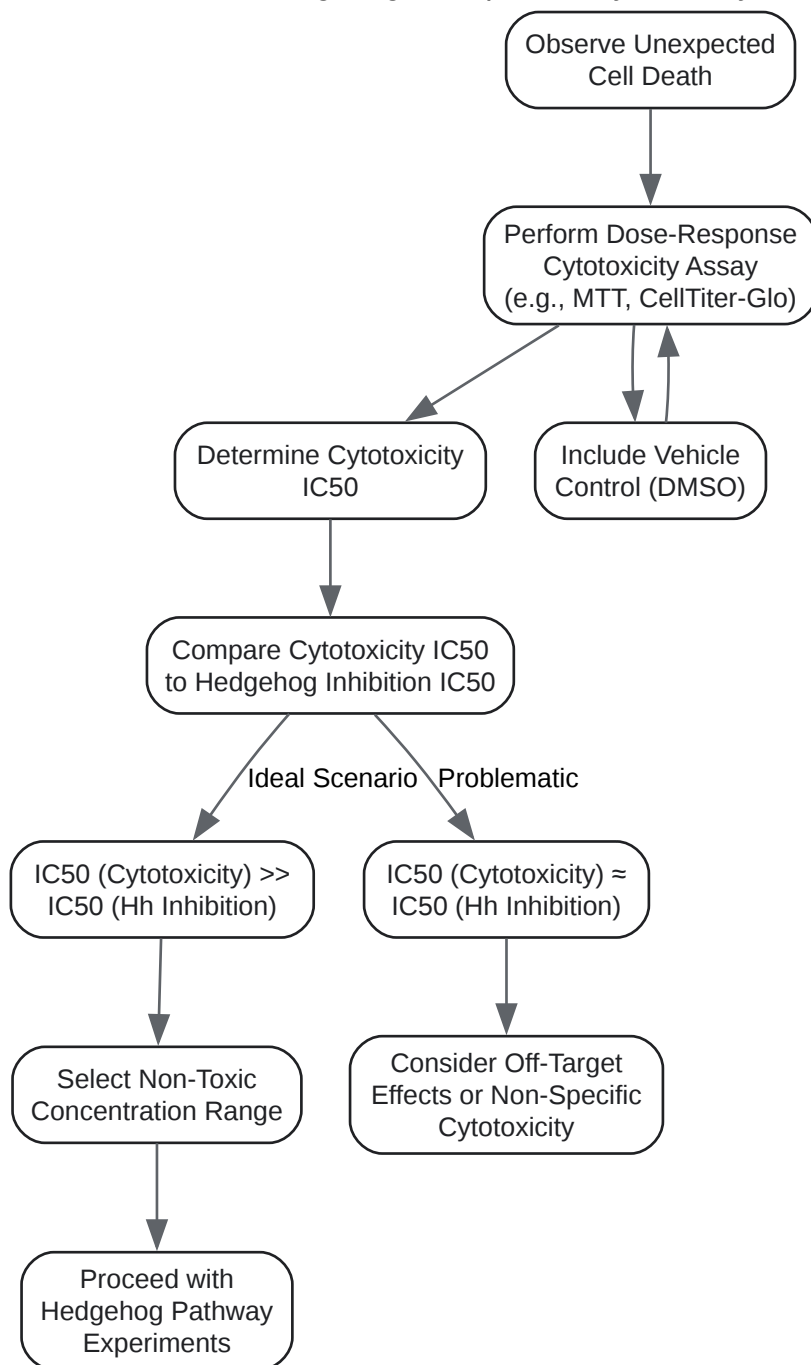 Observe Unexpected
Cell Death
Perform Dose-Response
Cytotoxicity Assay
(e.g., MTT, CellTiter-Glo)
Determine Cytotoxicity
IC50
Include Vehicle
Control (DMSO)
Compare Cytotoxicity IC50
to Hedgehog Inhibition IC50
Ideal Scenario
Problematic
IC50 (Cytotoxicity) >>
IC50 (Hh Inhibition)
IC50 (Cytotoxicity) ≈
IC50 (Hh Inhibition)
Select Non-Toxic
Concentration Range
Consider Off-Target
Effects or Non-Specific
Cytotoxicity
Proceed with
Hedgehog Pathway
Experiments